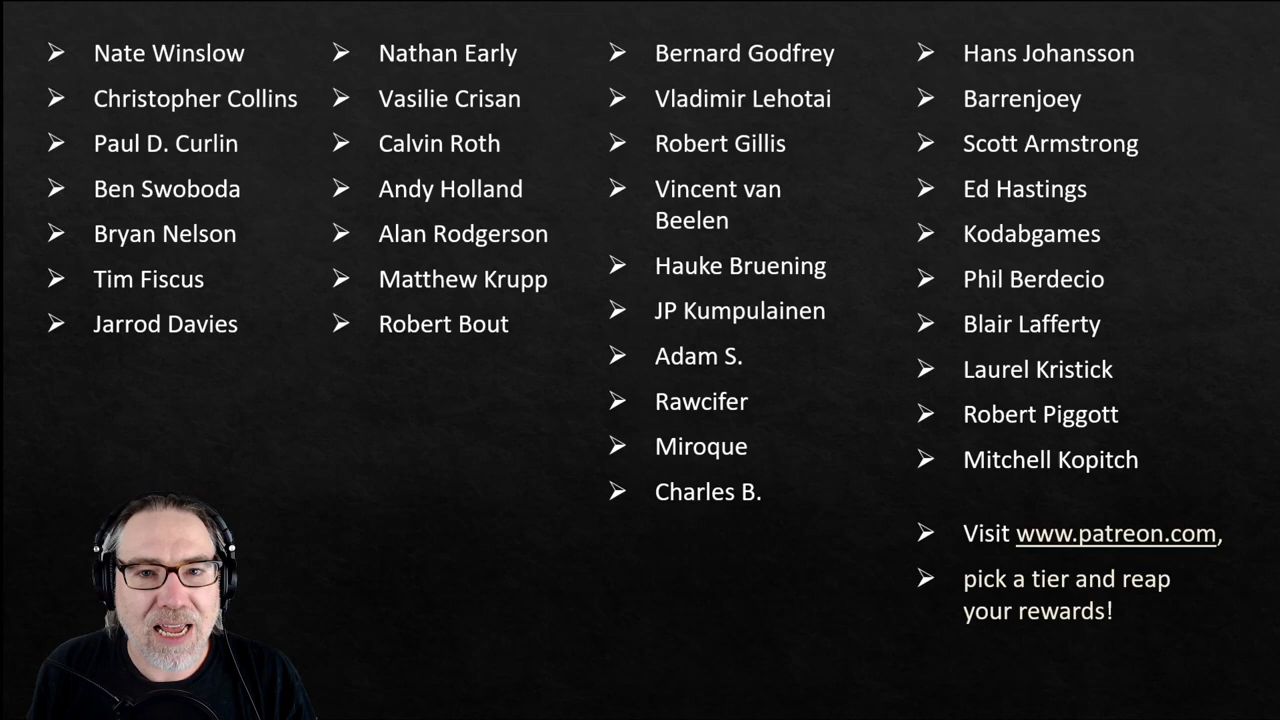 Nate Winslow
Christopher Collins
Paul D. Curlin
Ben Swoboda
Bryan Nelson
Tim Fiscus
Jarrod Davies
Nathan Early
Vasilie Crisan
Calvin Roth
Andy Holland
Alan Rodgerson
Matthew Krupp
Robert Bout
Bernard Godfrey
Vladimir Lehotai
Robert Gillis
Vincent van
Beelen
Hauke Bruening
JP Kumpulainen
Adam S.
Rawcifer
Miroque
Charles B.
Hans Johansson
Barrenjoey
Scott Armstrong
Ed Hastings
Kodabgames
Phil Berdecio
Blair Lafferty
Laurel Kristick
Robert Piggott
Mitchell Kopitch
Visit www.patreon.com,
pick a tier and reap
your rewards!